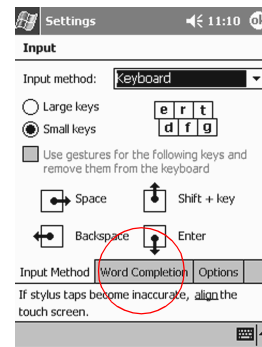 Settings 11:10 ok
Input
Input method: Keyboard
Large keys
Small keys
e r t
d f g
Use gestures for the following keys and
remove them from the keyboard
Space Shift + key
Backspace Enter
Input Method Word Completion Options
If stylus taps become inaccurate, align the
touch screen.